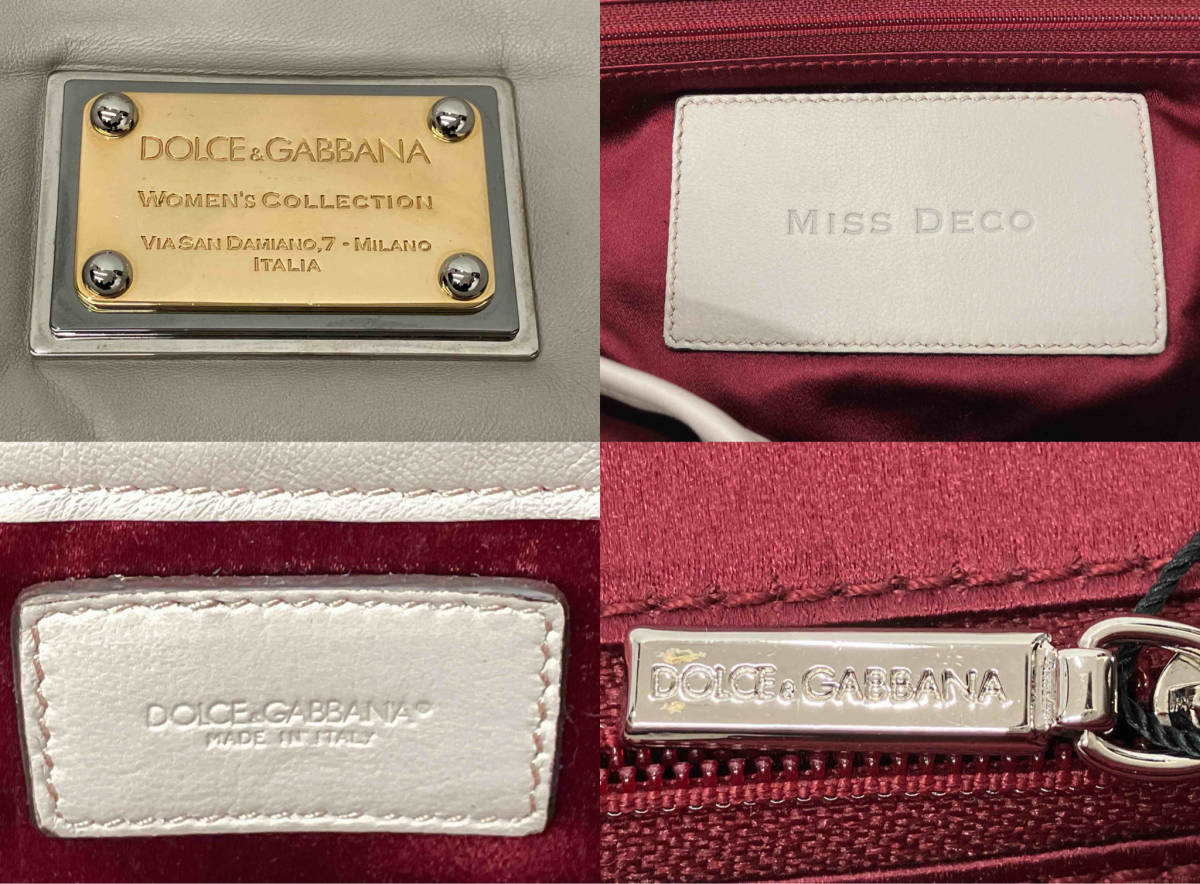 DOLCE&GABBANA
WOMEN'S COLLECTION
VIA SAN DAMIANO,7 - MILANO
ITALIA
MISS DECO
DOLCE&GABBANA®
MADE IN ITALY
DOLCE&GABBANA